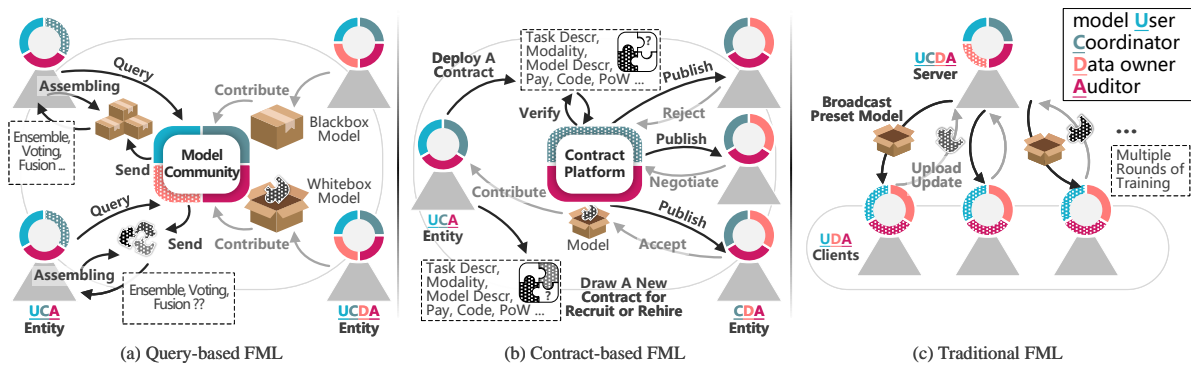 Query
Assembling
Ensemble,
Voting,
Fusion ...
Send
Contribute
Blackbox
Model
Model
Community
Whitebox
Model
Query
Send
Contribute
Assembling
Ensemble, Voting,
Fusion ??
UCA
Entity
UCDA
Entity
(a) Query-based FML
Deploy A
Contract
Task Descr,
Modality,
Model Descr,
Pay, Code, PoW ...
?
Verify
Publish
Reject
Contract
Platform
Publish
Negotiate
Contribute
UCA
Entity
Model
Publish
Accept
Task Descr,
Modality,
Model Descr,
Pay, Code, PoW ...
?
Draw A New
Contract for
Recruit or Rehire
CDA
Entity
(b) Contract-based FML
model User
Coordinator
Data owner
Auditor
UCDA
Server
Broadcast
Preset Model
Upload
Update
...
Multiple
Rounds of
Training
UDA
Clients
(c) Traditional FML